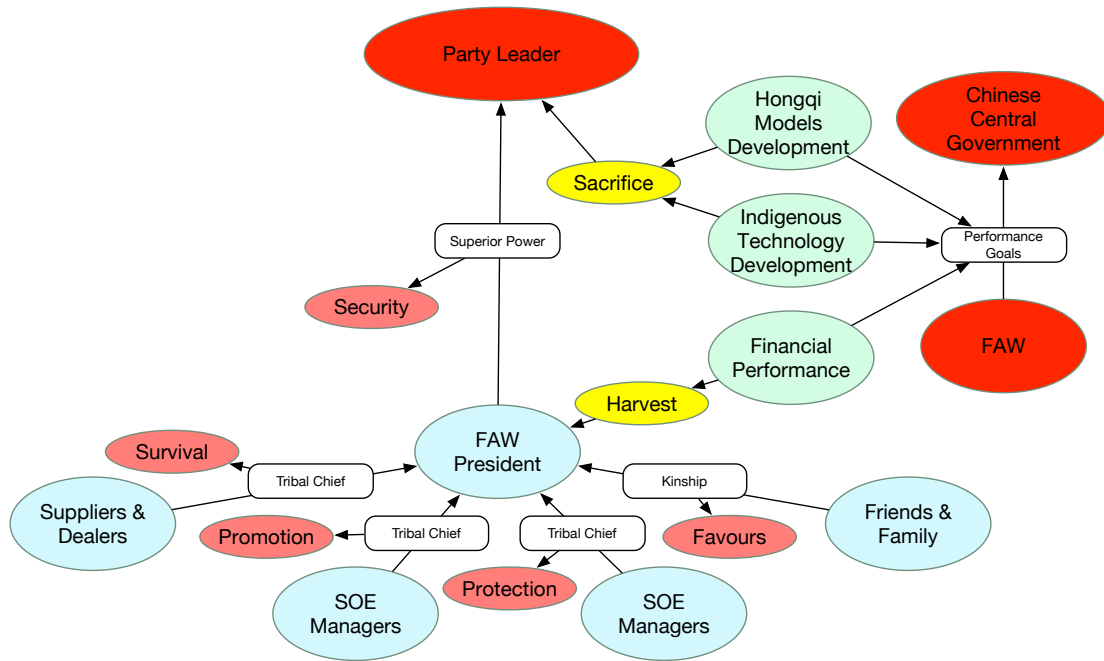 Party Leader
Hongqi
Models
Development
Chinese
Central
Government
Sacrifice
Indigenous
Technology
Development
Superior Power
Performance
Goals
Security
Financial
Performance
FAW
Harvest
FAW
President
Survival
Tribal Chief
Kinship
Suppliers &
Dealers
Promotion
Tribal Chief
Tribal Chief
Favours
Friends &
Family
Protection
SOE
Managers
SOE
Managers